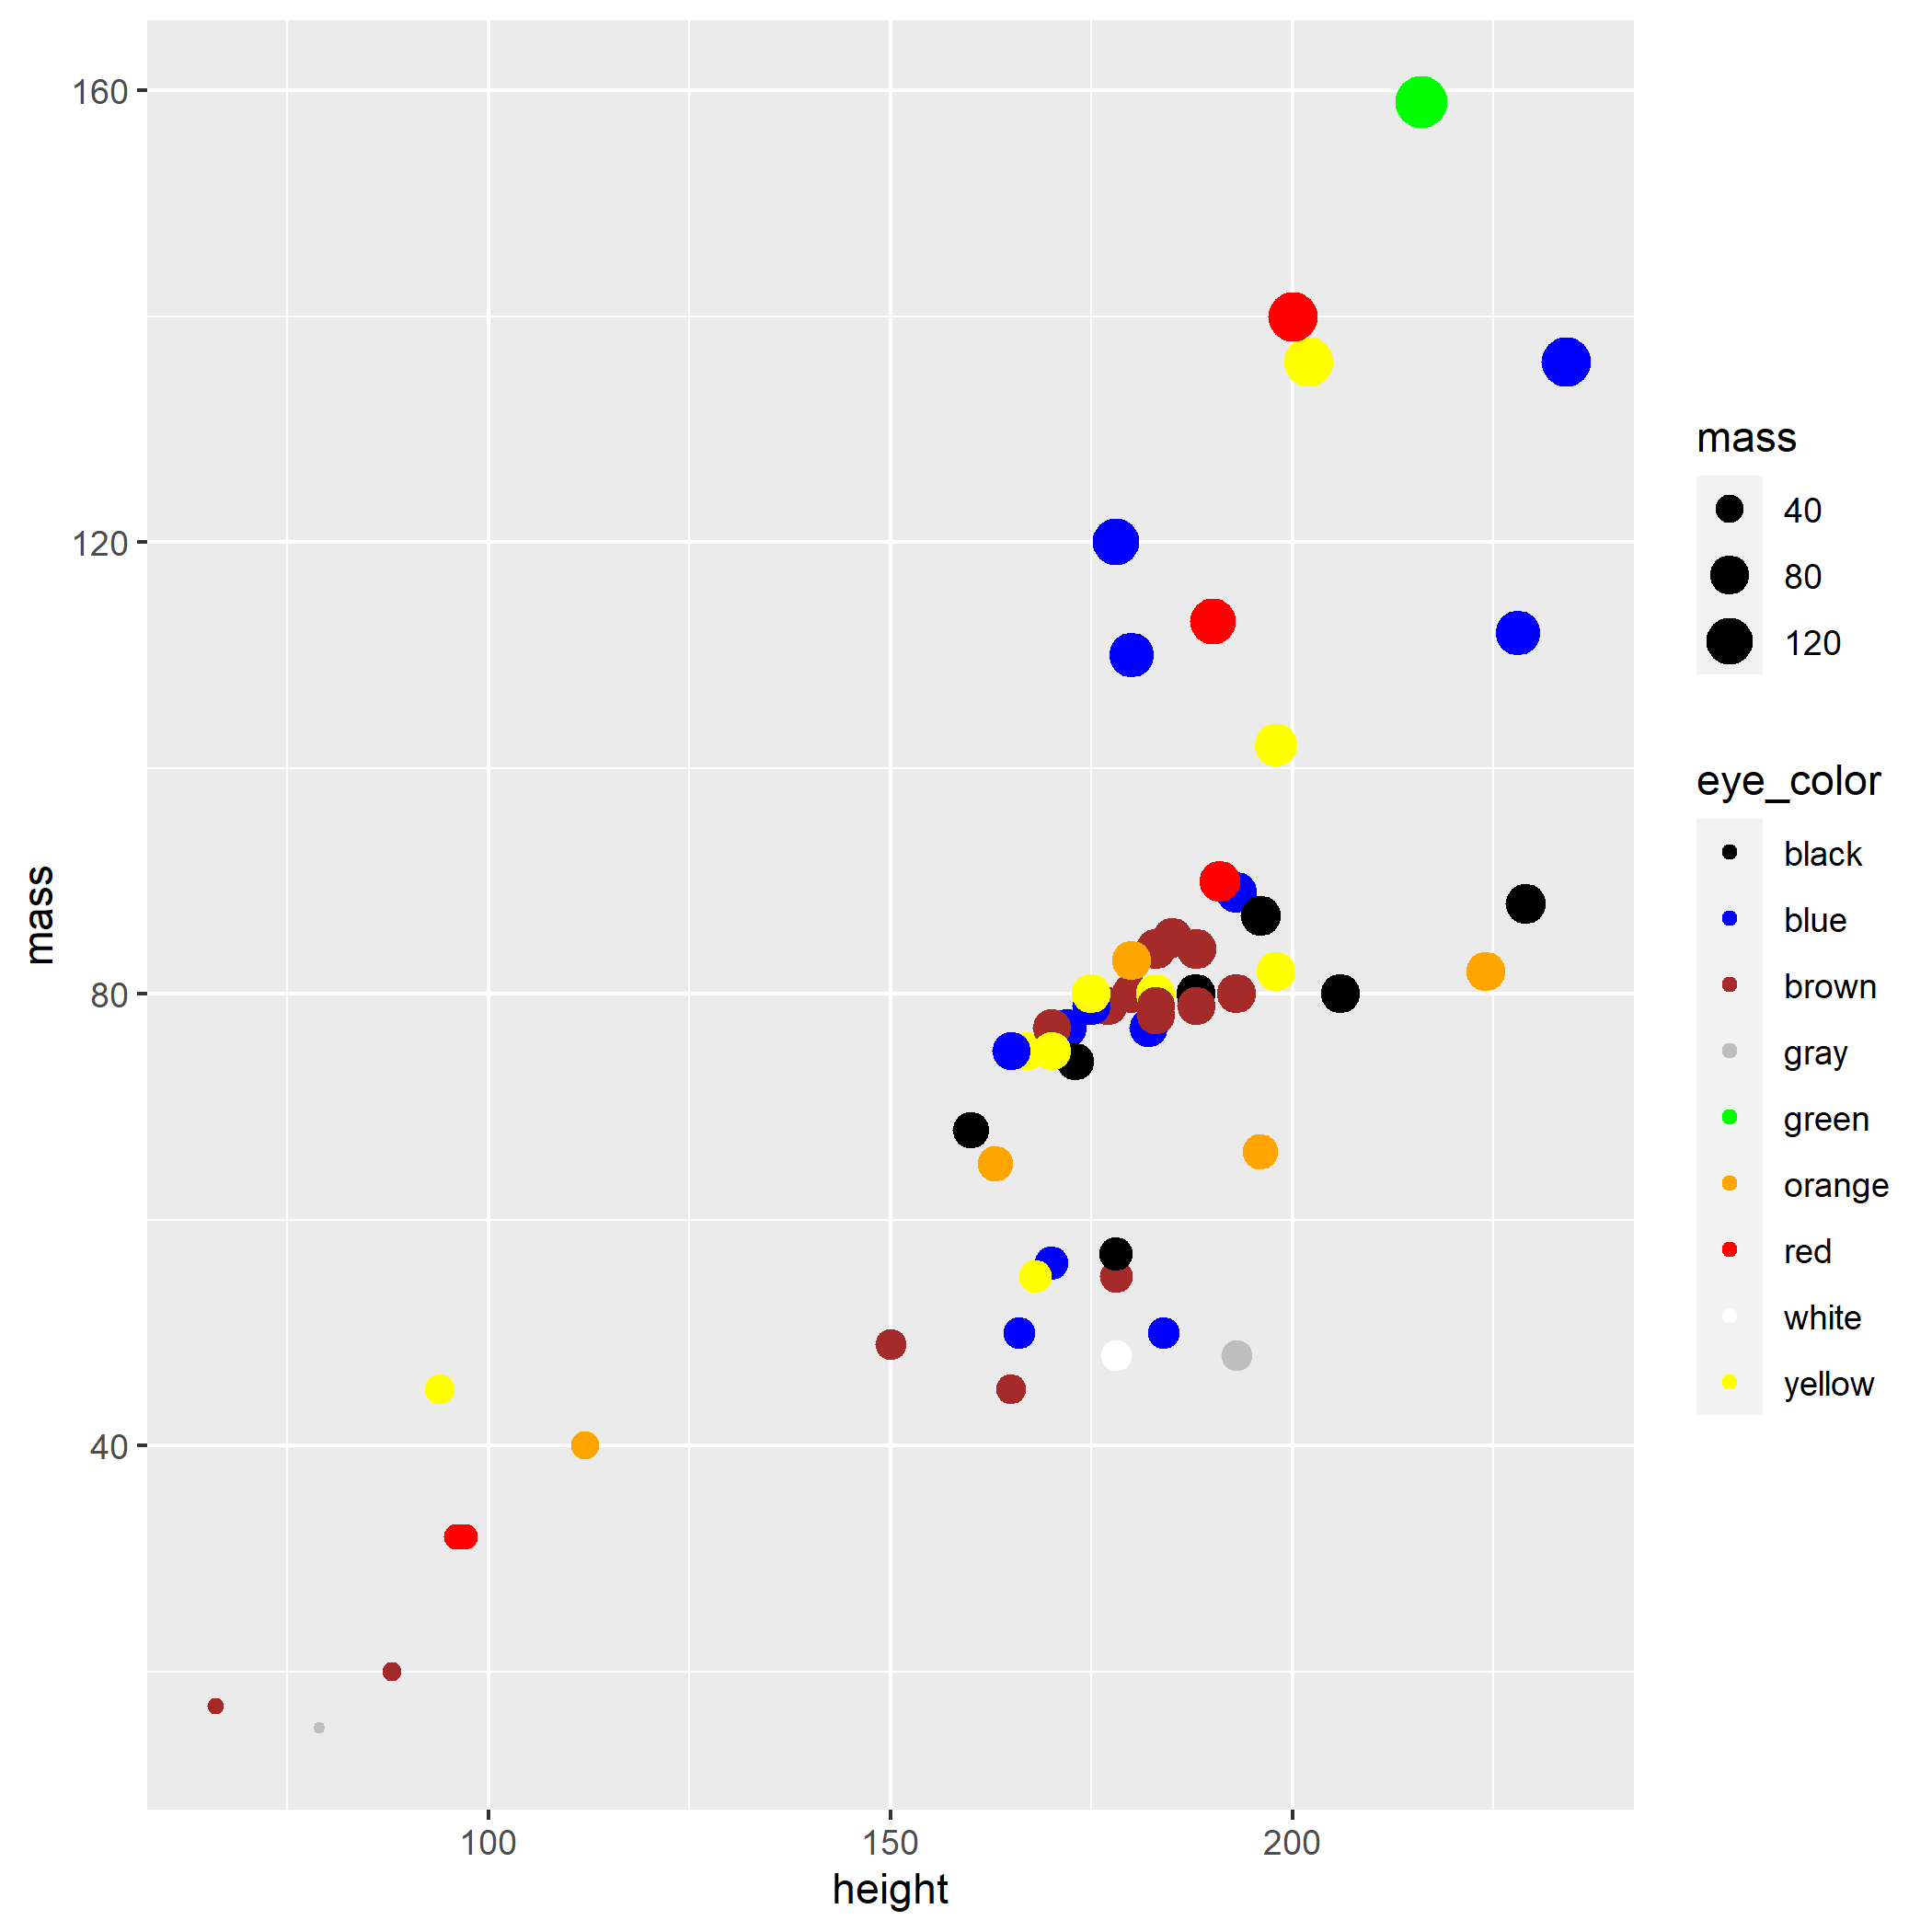 160
120
80
40
mass
100
150
200
height
mass
40
80
120
eye_color
black
blue
brown
gray
green
orange
red
white
yellow